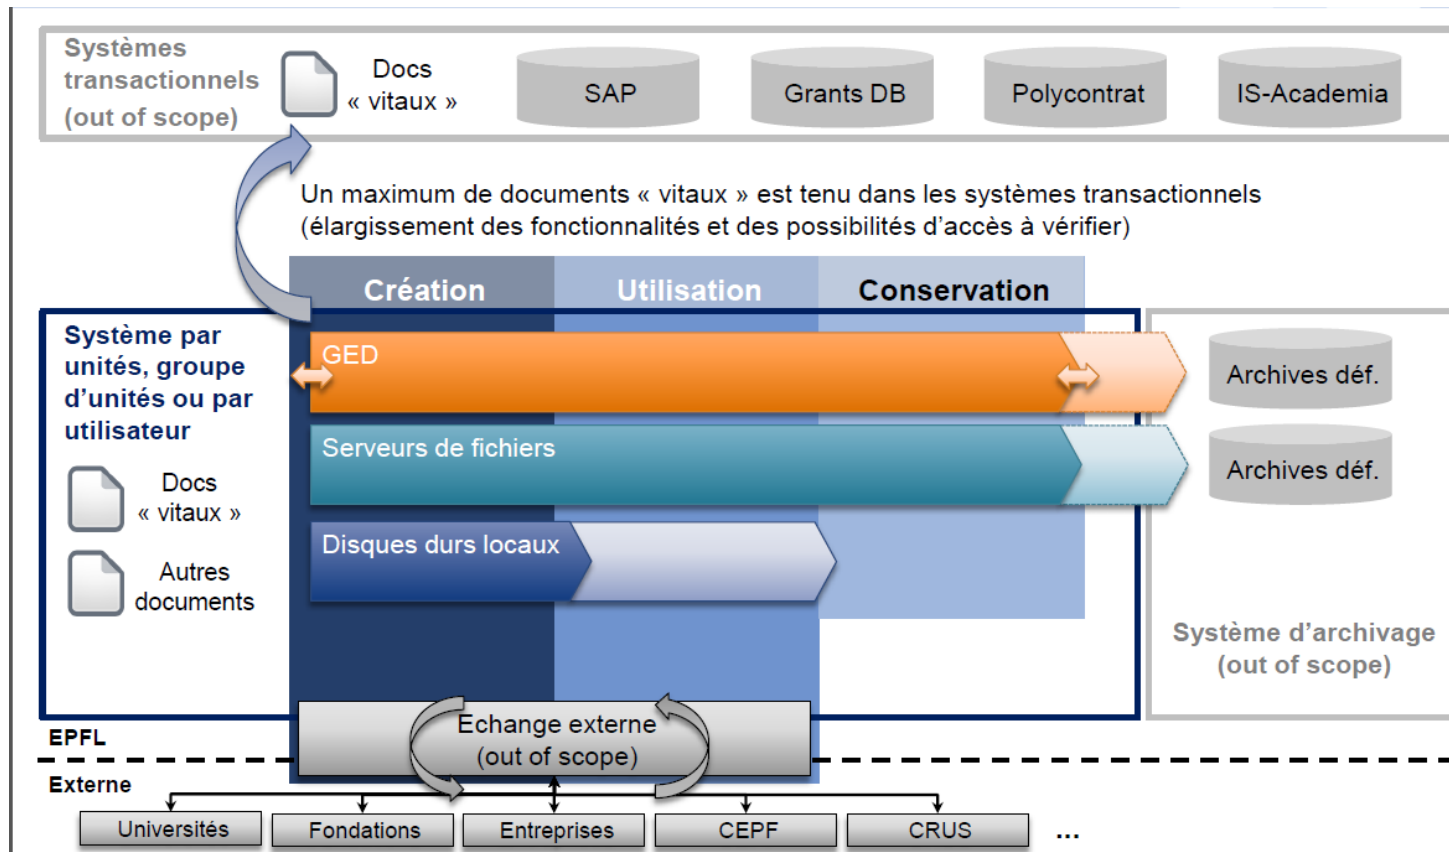 Systèmes
transactionnels
(out of scope)
Docs
« vitaux »
SAP
Grants DB
Polycontrat
IS-Academia
Un maximum de documents « vitaux » est tenu dans les systèmes transactionnels
(élargissement des fonctionnalités et des possibilités d’accès à vérifier)
Création
Utilisation
Conservation
Système par
unités, groupe
d’unités ou par
utilisateur
Docs
« vitaux »
Autres
documents
GED
Serveurs de fichiers
Disques durs locaux
Archives déf.
Archives déf.
Système d’archivage
(out of scope)
Echange externe
(out of scope)
EPFL
Externe
Universités
Fondations
Entreprises
CEPF
CRUS
...